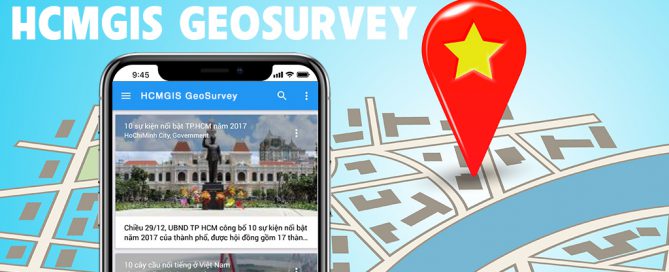 HCMGIS GEOSURVEY
9:45
HCMGIS GeoSurvey
10 sự kiện nổi bật TP.HCM năm 2017
HoChiMinh City, Government
Chiều 29/12, UBND TP HCM công bố 10 sự kiện nổi bật
năm 2017 của thành phố, được hội đồng gồm 17 thàn...
10 cây cầu nổi tiếng ở Việt Nam